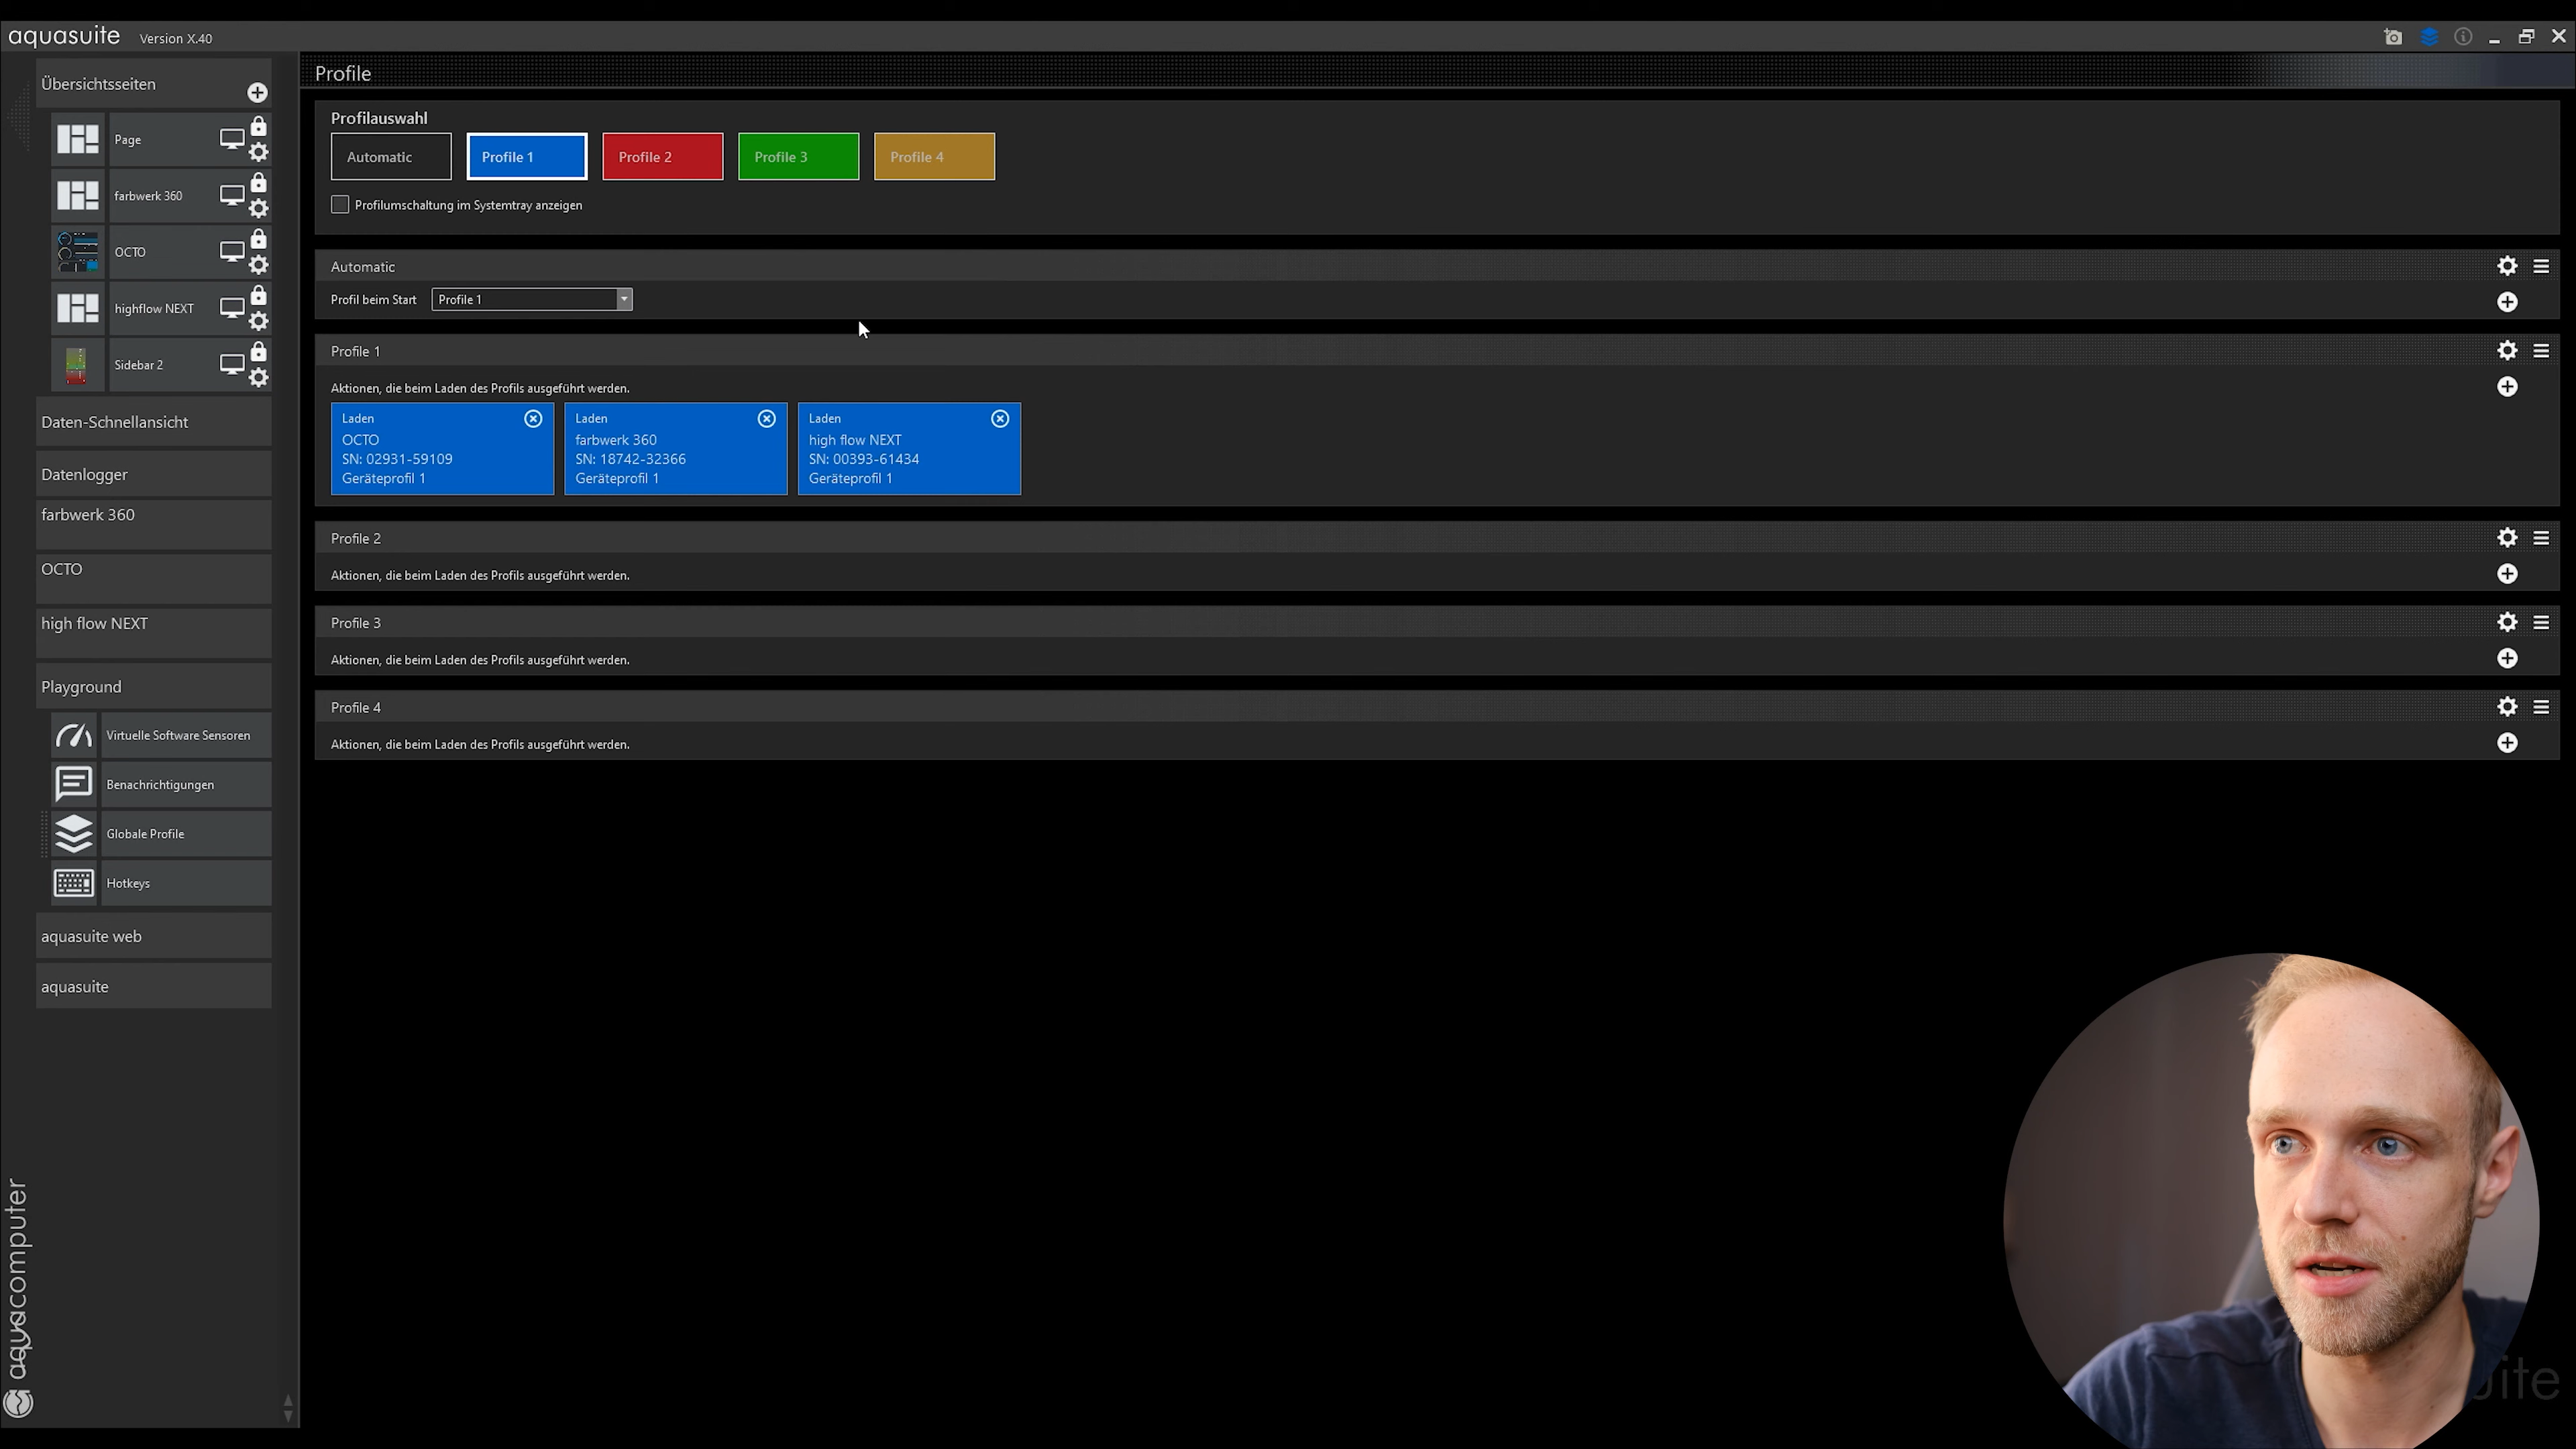 aquasuite Version X.40
Übersichtsseiten
Page
farbwerk 360
OCTO
highflow NEXT
Sidebar 2
Daten-Schnellansicht
Datenlogger
farbwerk 360
OCTO
high flow NEXT
Playground
Virtuelle Software Sensoren
Benachrichtigungen
Globale Profile
Hotkeys
aquasuite web
aquasuite
aquacomputer
Profile
Profilauswahl
Automatic Profile 1 Profile 2 Profile 3 Profile 4
Profilumschaltung im Systemtray anzeigen
Automatic
Profil beim Start Profile 1
Profile 1
Aktionen, die beim Laden des Profils ausgeführt werden.
Laden
OCTO
SN: 02931-59109
Geräteprofil 1
Laden
farbwerk 360
SN: 18742-32366
Geräteprofil 1
Laden
high flow NEXT
SN: 00393-61434
Geräteprofil 1
Profile 2
Aktionen, die beim Laden des Profils ausgeführt werden.
Profile 3
Aktionen, die beim Laden des Profils ausgeführt werden.
Profile 4
Aktionen, die beim Laden des Profils ausgeführt werden.